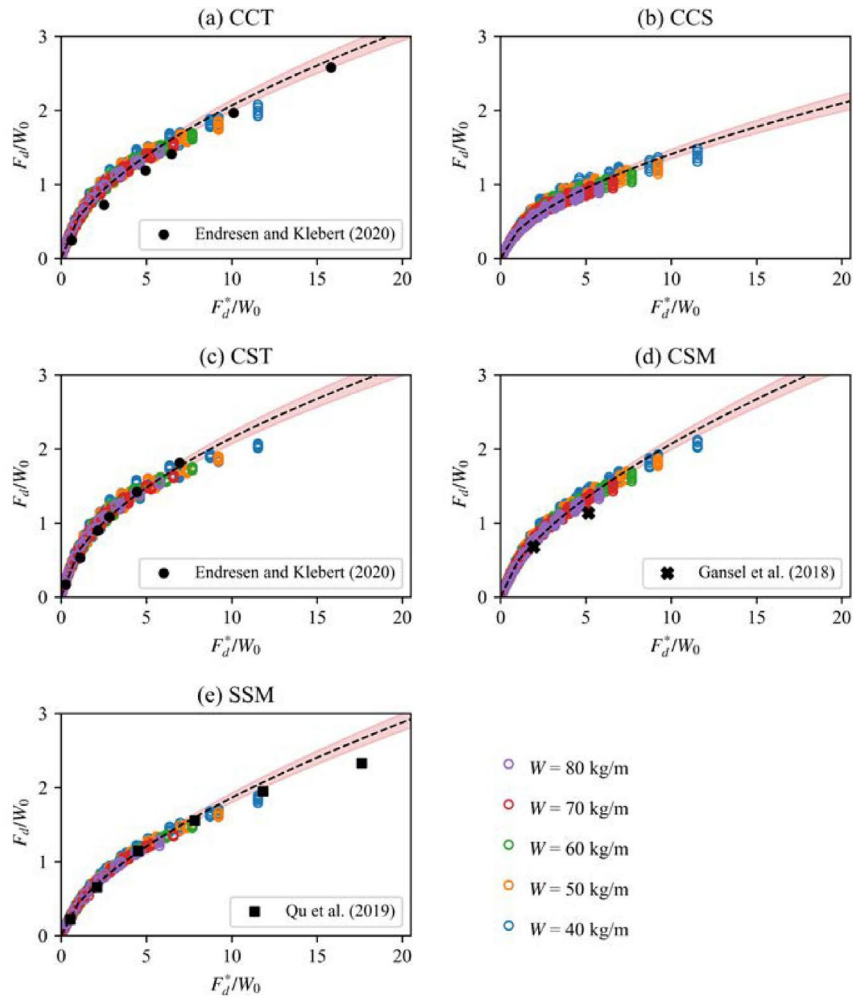 (a) CCT
(b) CCS
3
2
1
0
F_d/W_0
0 5 10 15 20
F_d^*/W_0
Endresen and Klebert (2020)
3
2
1
0
F_d/W_0
0 5 10 15 20
F_d^*/W_0
(c) CST
(d) CSM
3
2
1
0
F_d/W_0
0 5 10 15 20
F_d^*/W_0
Endresen and Klebert (2020)
3
2
1
0
F_d/W_0
0 5 10 15 20
F_d^*/W_0
Gansel et al. (2018)
(e) SSM
3
2
1
0
F_d/W_0
0 5 10 15 20
F_d^*/W_0
Qu et al. (2019)
W = 80 kg/m
W = 70 kg/m
W = 60 kg/m
W = 50 kg/m
W = 40 kg/m